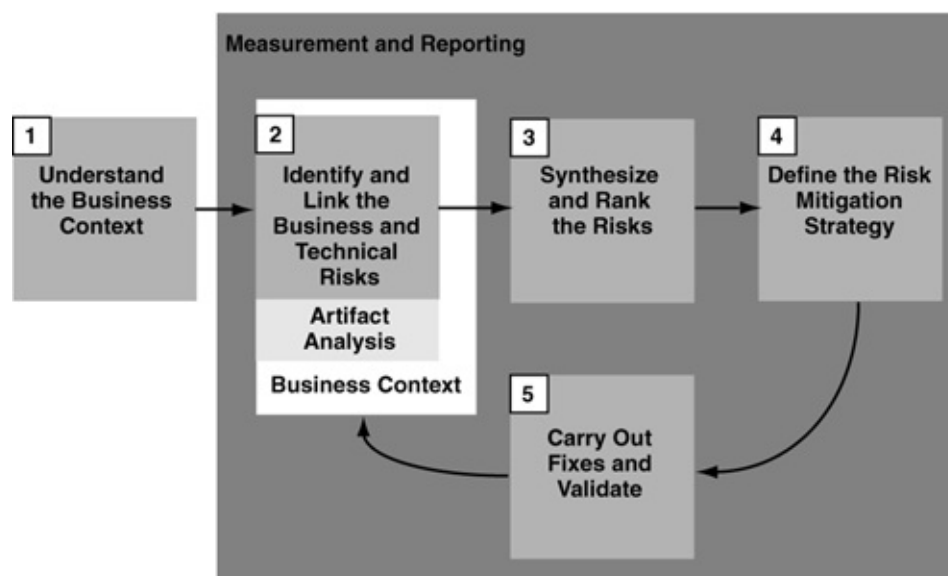 Measurement and Reporting
1
Understand
the Business
Context
2
Identify and
Link the
Business and
Technical
Risks
Artifact
Analysis
Business Context
3
Synthesize
and Rank
the Risks
4
Define the Risk
Mitigation
Strategy
5
Carry Out
Fixes and
Validate